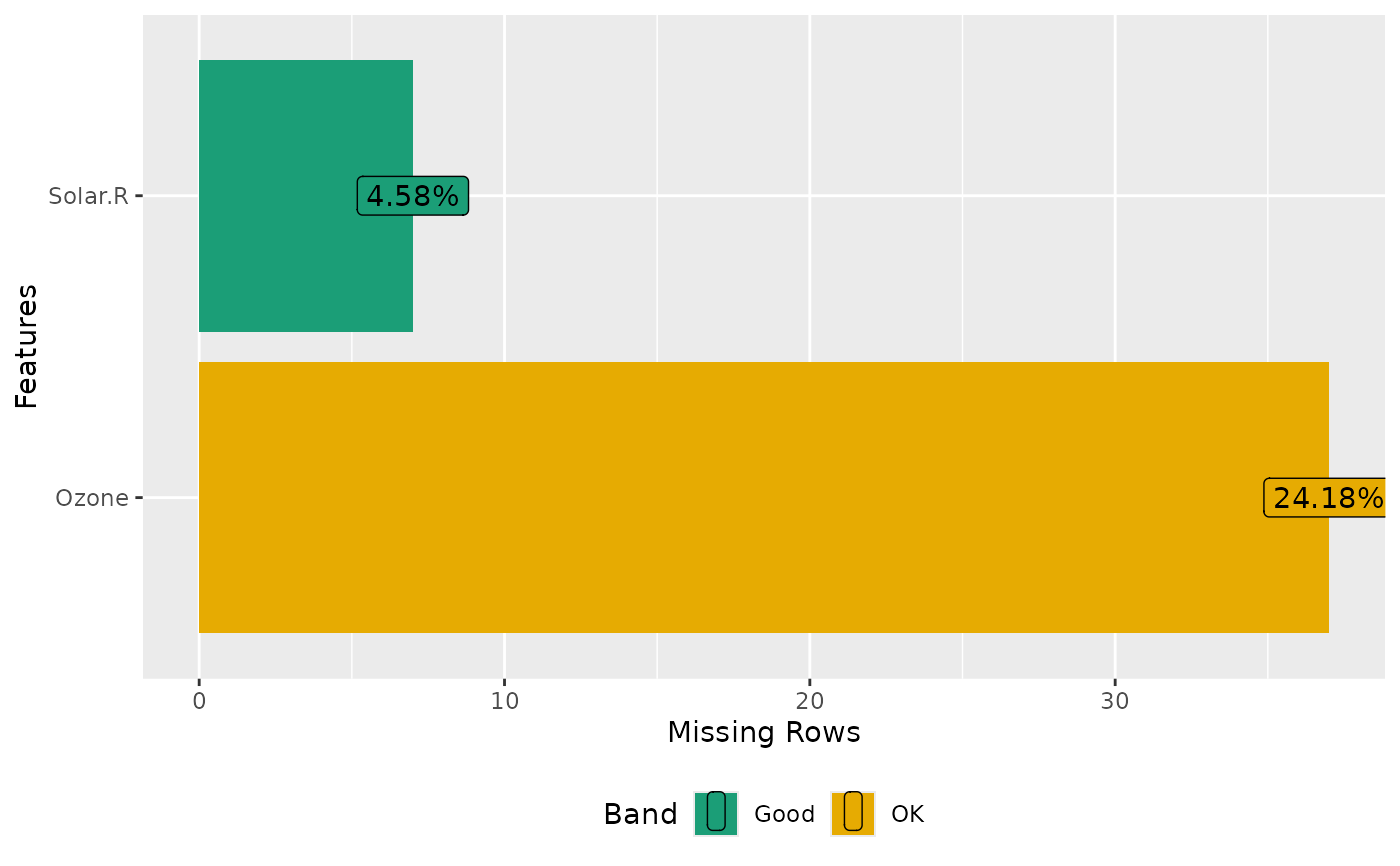 Features
Solar.R
4.58%
Ozone
24.18%
0 10 20 30
Missing Rows
Band Good OK